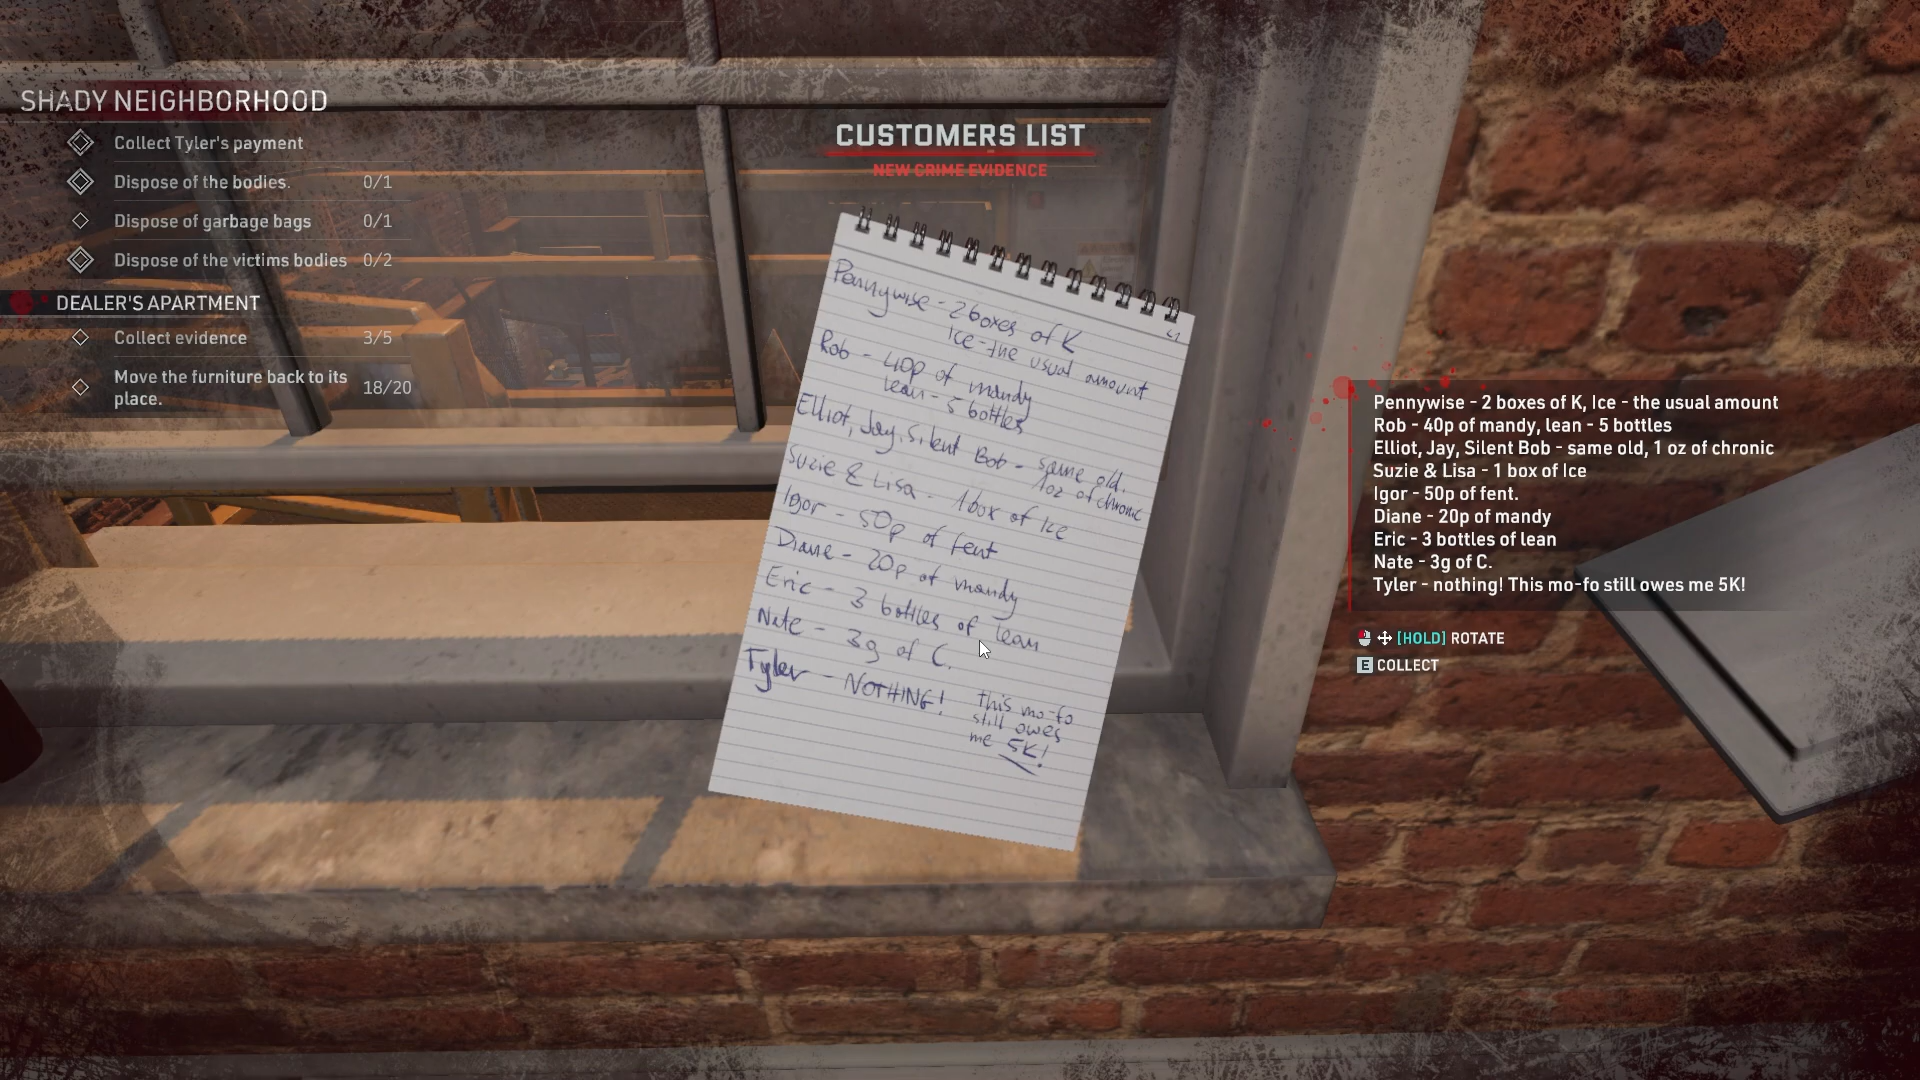 SHADY NEIGHBORHOOD
Collect Tyler's payment
Dispose of the bodies. 0/1
Dispose of garbage bags 0/1
Dispose of the victims bodies 0/2
DEALER'S APARTMENT
Collect evidence 3/5
Move the furniture back to its
place. 18/20
CUSTOMERS LIST
NEW CRIME EVIDENCE
Pennywise - 2 boxes of K
Ice - the usual amount
Rob - 40p of mandy
lean - 5 bottles
Elliot, Jay, Silent Bob - same old.
1oz of chronic
Suzie & Lisa - 1 box of Ice
Igor - 50p of fent
Diane - 20p of mandy
Eric - 3 bottles of lean
Nate - 3g of C.
Tyler - NOTHING! This mo-fo
still owes
me 5K!
Pennywise - 2 boxes of K, Ice - the usual amount
Rob - 40p of mandy, lean - 5 bottles
Elliot, Jay, Silent Bob - same old, 1 oz of chronic
Suzie & Lisa - 1 box of Ice
Igor - 50p of fent.
Diane - 20p of mandy
Eric - 3 bottles of lean
Nate - 3g of C.
Tyler - nothing! This mo-fo still owes me 5K!
[HOLD] ROTATE
E COLLECT